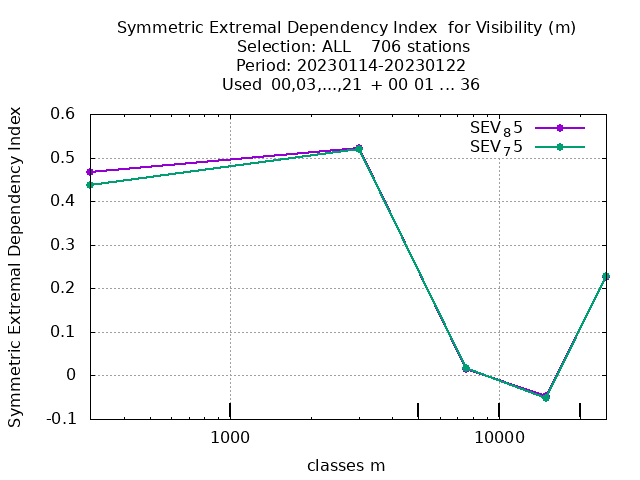 Symmetric Extremal Dependency Index  for Visibility (m)
Selection: ALL    706 stations
Period: 20230114-20230122
Used  00,03,...,21  + 00 01 ... 36
Symmetric Extremal Dependency Index
0.6
0.5
0.4
0.3
0.2
0.1
0
-0.1
SEV₈5
SEV₇5
1000
10000
classes m